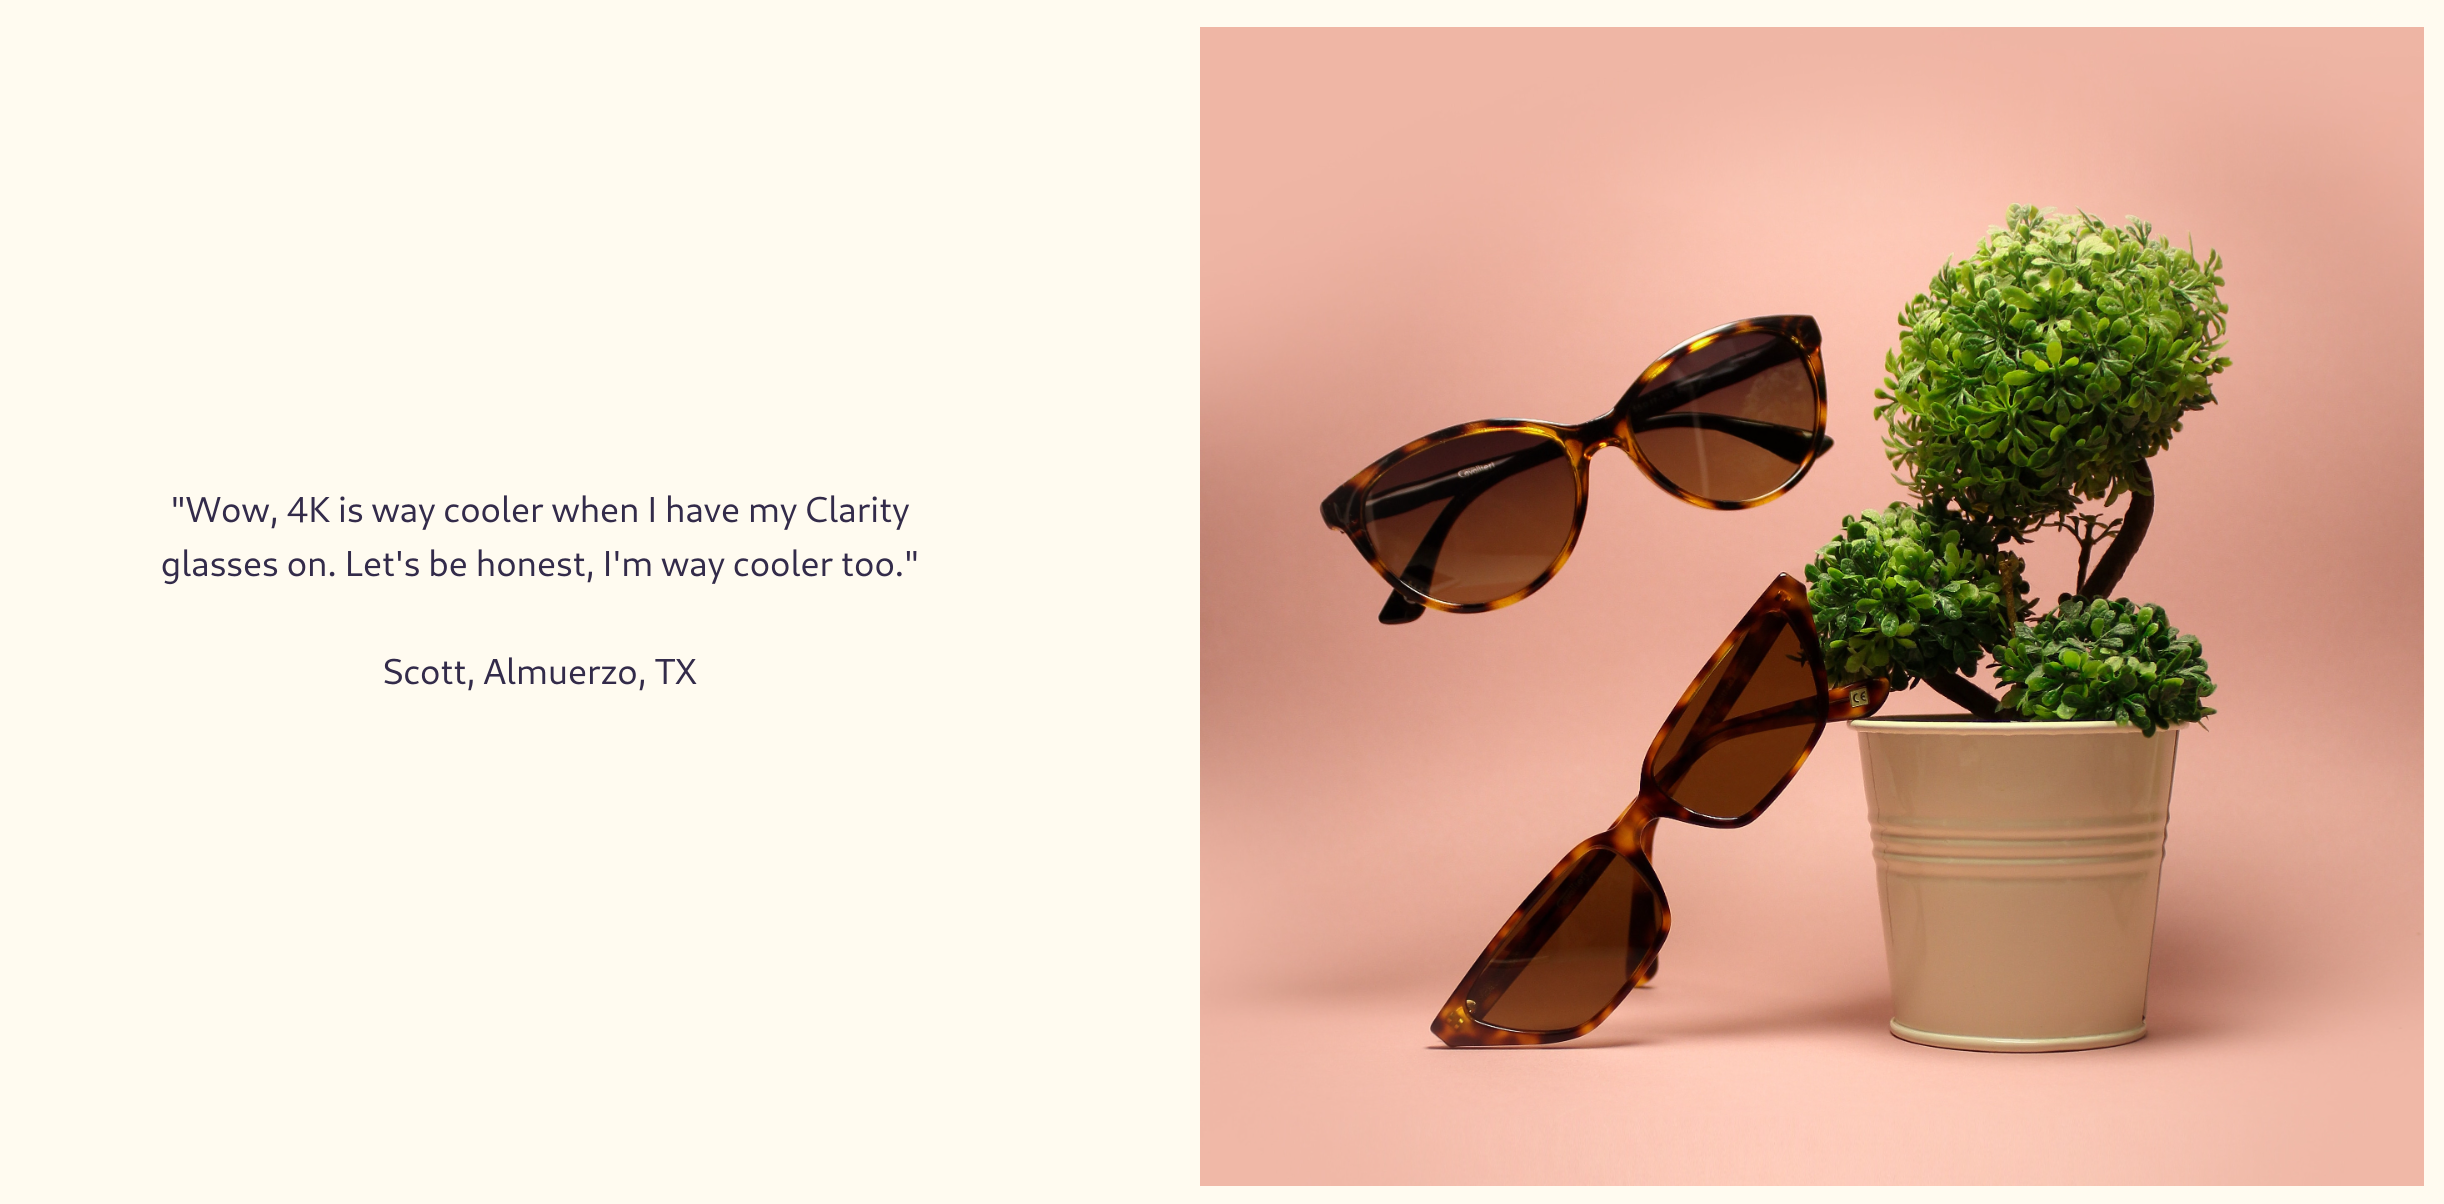 "Wow, 4K is way cooler when I have my Clarity
glasses on. Let's be honest, I'm way cooler too."
Scott, Almuerzo, TX
CE